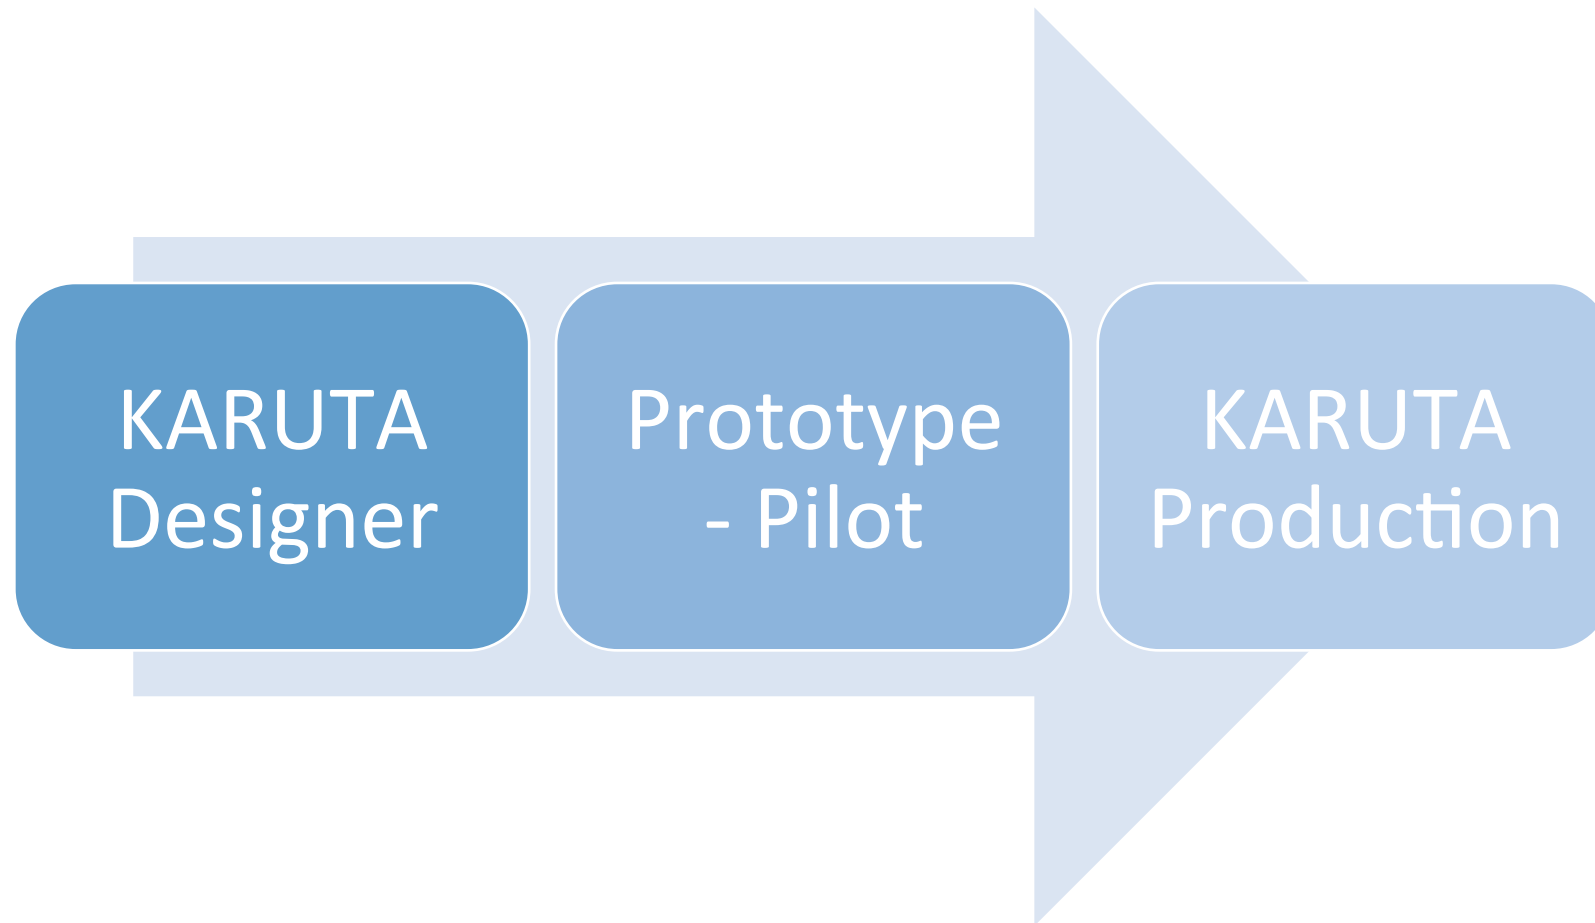 KARUTA
Designer
Prototype
- Pilot
KARUTA
Production